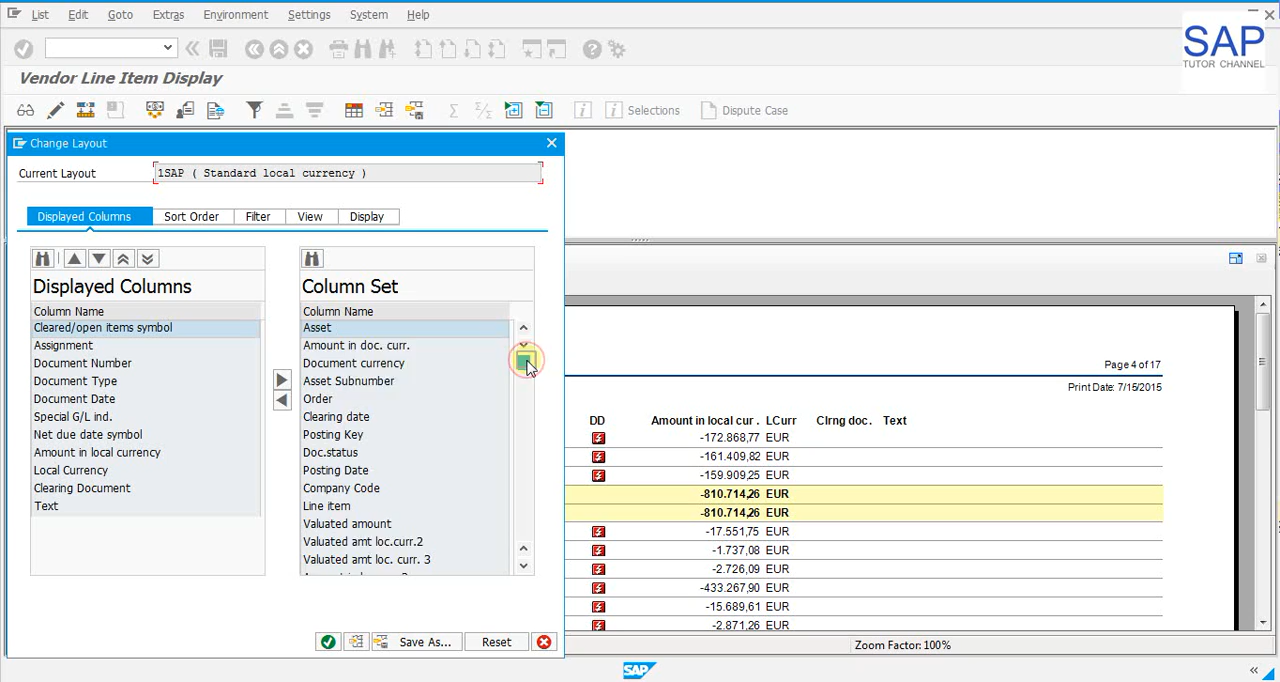 List Edit Goto Extras Environment Settings System Help
SAP
TUTOR CHANNEL
Vendor Line Item Display
Selections Dispute Case
Change Layout
Current Layout 1SAP ( Standard local currency )
Displayed Columns Sort Order Filter View Display
Displayed Columns
Column Name
Cleared/open items symbol
Assignment
Document Number
Document Type
Document Date
Special G/L ind.
Net due date symbol
Amount in local currency
Local Currency
Clearing Document
Text
Column Set
Column Name
Asset
Amount in doc. curr.
Document currency
Asset Subnumber
Order
Clearing date
Posting Key
Doc.status
Posting Date
Company Code
Line item
Valuated amount
Valuated amt loc.curr.2
Valuated amt loc. curr. 3
Save As... Reset
Page 4 of 17
Print Date: 7/15/2015
DD Amount in local cur . LCurr Clrng doc. Text
-172.868,77 EUR
-161.409,82 EUR
-159.909,25 EUR
-810.714,26 EUR
-810.714,26 EUR
-17.551,75 EUR
-1.737,08 EUR
-2.726,09 EUR
-433.267,90 EUR
-15.689,61 EUR
-2.871,26 EUR
Zoom Factor: 100%
SAP